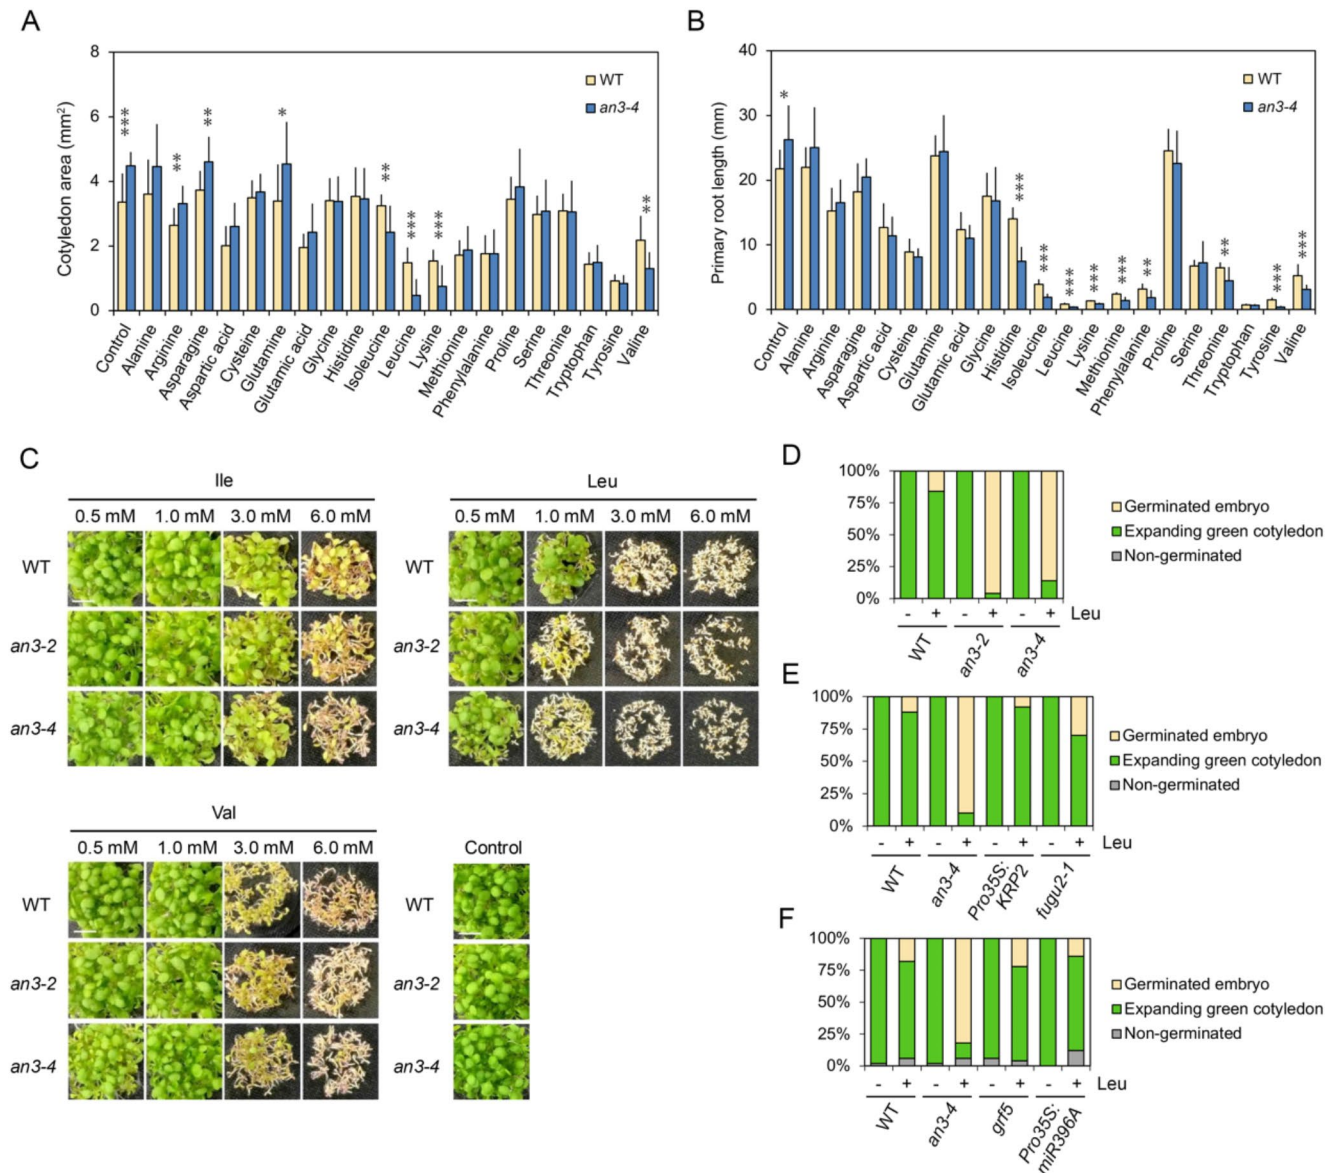 A
8
6
4
2
0
Cotyledon area (mm²)
WT
an3-4
***
**
**
*
**
***
***
**
Control
Alanine
Arginine
Asparagine
Aspartic acid
Cysteine
Glutamine
Glutamic acid
Glycine
Histidine
Isoleucine
Leucine
Lysine
Methionine
Phenylalanine
Proline
Serine
Threonine
Tryptophan
Tyrosine
Valine
B
40
30
20
10
0
Primary root length (mm)
WT
an3-4
*
***
***
***
***
***
**
**
***
***
Control
Alanine
Arginine
Asparagine
Aspartic acid
Cysteine
Glutamine
Glutamic acid
Glycine
Histidine
Isoleucine
Leucine
Lysine
Methionine
Phenylalanine
Proline
Serine
Threonine
Tryptophan
Tyrosine
Valine
C
Ile
0.5 mM 1.0 mM 3.0 mM 6.0 mM
WT
an3-2
an3-4
Leu
0.5 mM 1.0 mM 3.0 mM 6.0 mM
WT
an3-2
an3-4
Val
0.5 mM 1.0 mM 3.0 mM 6.0 mM
WT
an3-2
an3-4
Control
WT
an3-2
an3-4
D
100%
75%
50%
25%
0%
Germinated embryo
Expanding green cotyledon
Non-germinated
- + - + - + Leu
WT an3-2 an3-4
E
100%
75%
50%
25%
0%
Germinated embryo
Expanding green cotyledon
Non-germinated
- + - + - + - + Leu
WT an3-4 Pro35S: KRP2 fugu2-1
F
100%
75%
50%
25%
0%
Germinated embryo
Expanding green cotyledon
Non-germinated
- + - + - + - + Leu
WT an3-4 grf5 Pro35S: miR396A